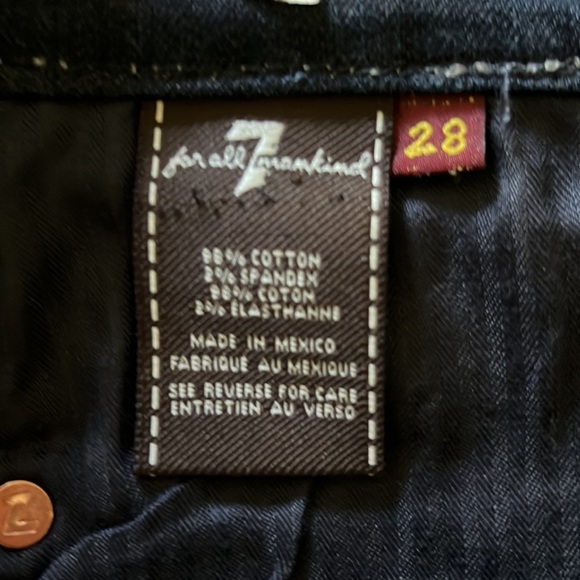 7
for all mankind
28
98% COTTON
2% SPANDEX
98% COTON
2% ELASTHANNE
MADE IN MEXICO
FABRIQUÉ AU MEXIQUE
SEE REVERSE FOR CARE
ENTRETIEN AU VERSO